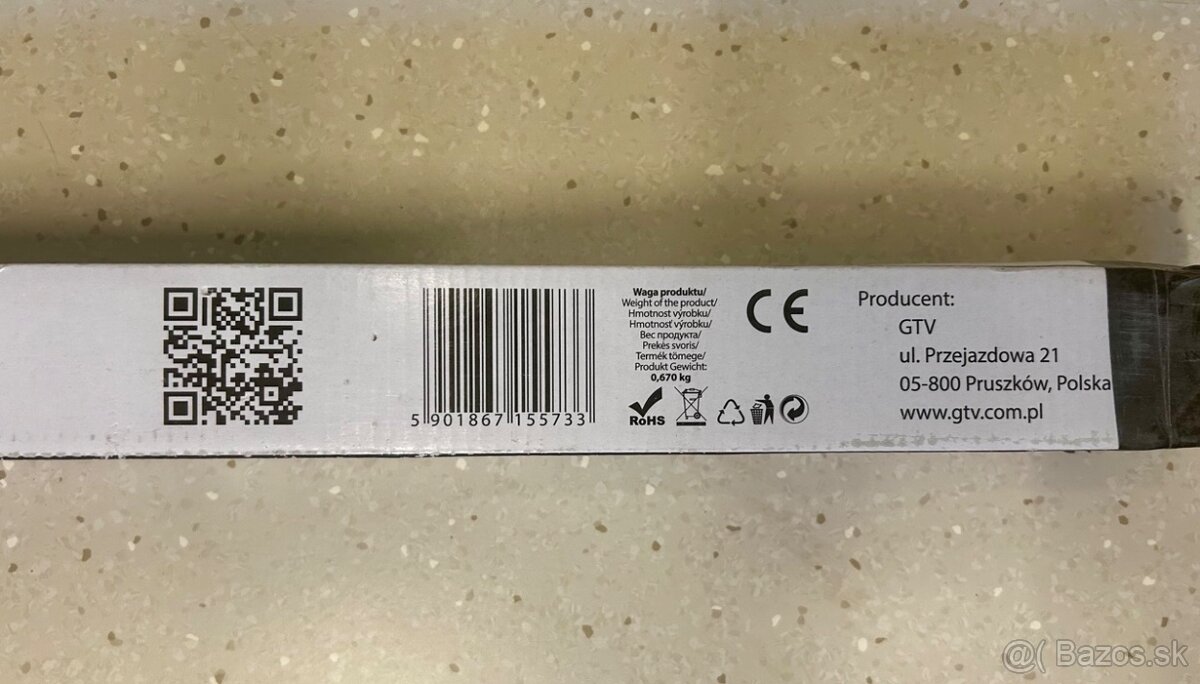 5 901867 155733
Waga produktu/
Weight of the product/
Hmotnost výrobku/
Hmotnosť výrobku/
Вес продукта/
Prekės svoris/
Termék tömege/
Produkt Gewicht:
0,670 kg
RoHS
CE
Producent:
GTV
ul. Przejazdowa 21
05-800 Pruszków, Polska
www.gtv.com.pl
@( Bazos.sk